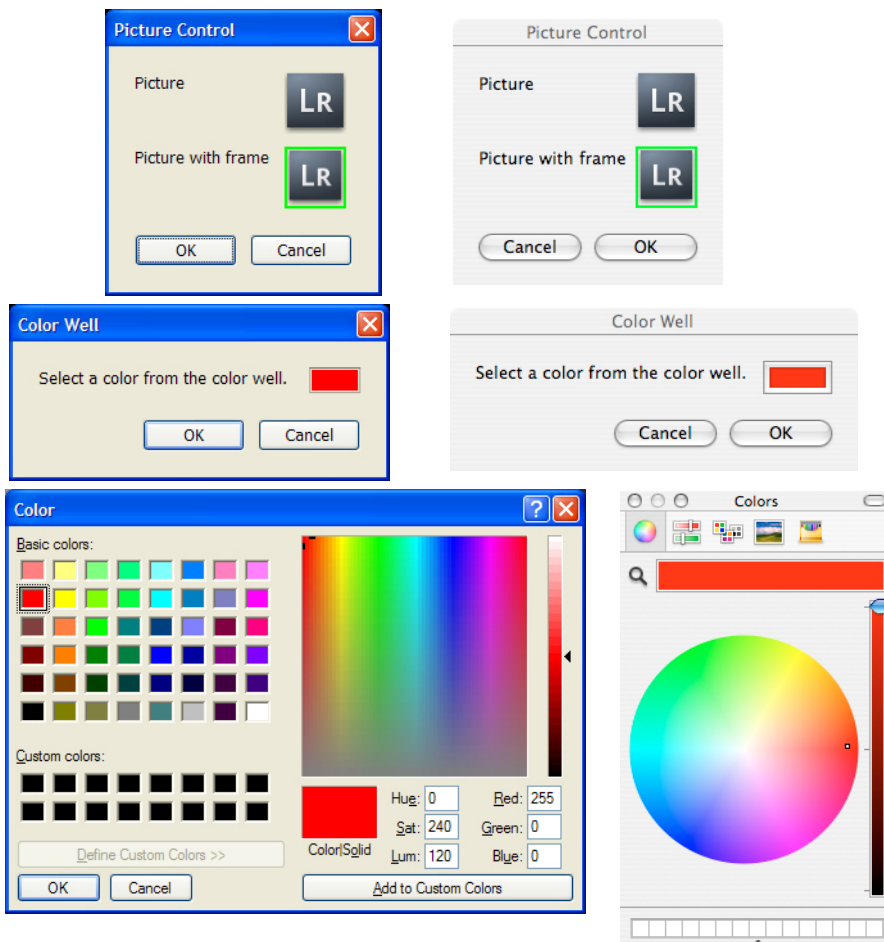 Picture Control
Picture
LR
Picture with frame
LR
OK Cancel
Picture Control
Picture
LR
Picture with frame
LR
Cancel OK
Color Well
Select a color from the color well.
OK Cancel
Color Well
Select a color from the color well.
Cancel OK
Color ?
Basic colors:
Custom colors:
Define Custom Colors >>
OK Cancel
Color|Solid
Hue: 0 Red: 255
Sat: 240 Green: 0
Lum: 120 Blue: 0
Add to Custom Colors
Colors